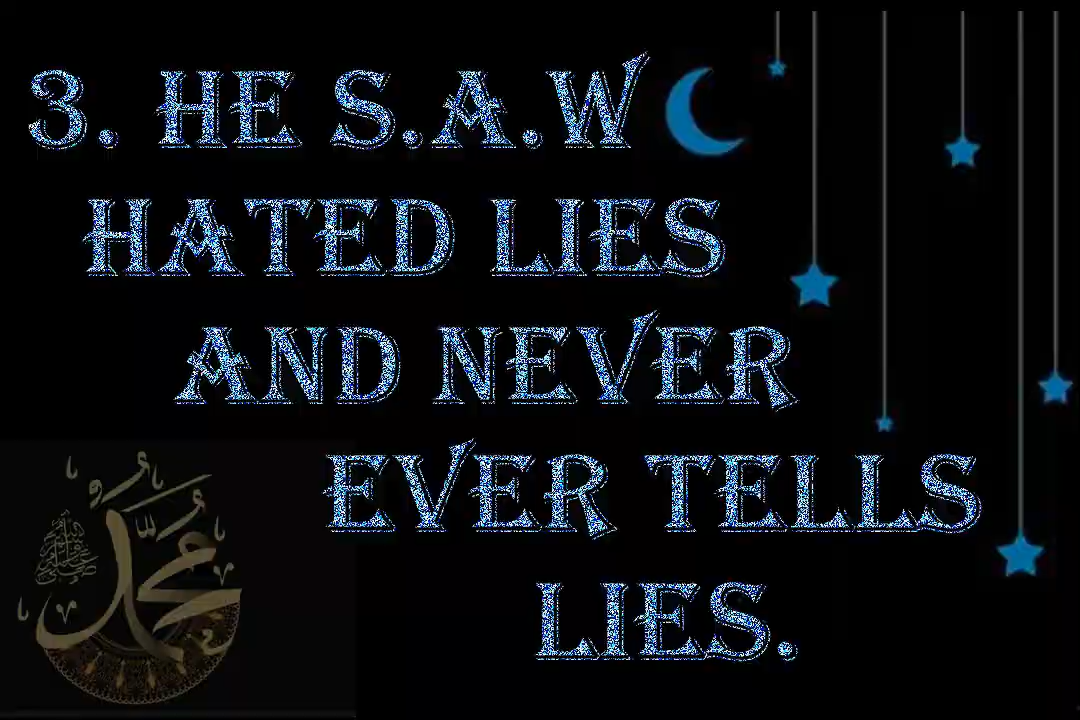 3. HE S.A.W
HATED LIES
AND NEVER
EVER TELLS
LIES.
محمد